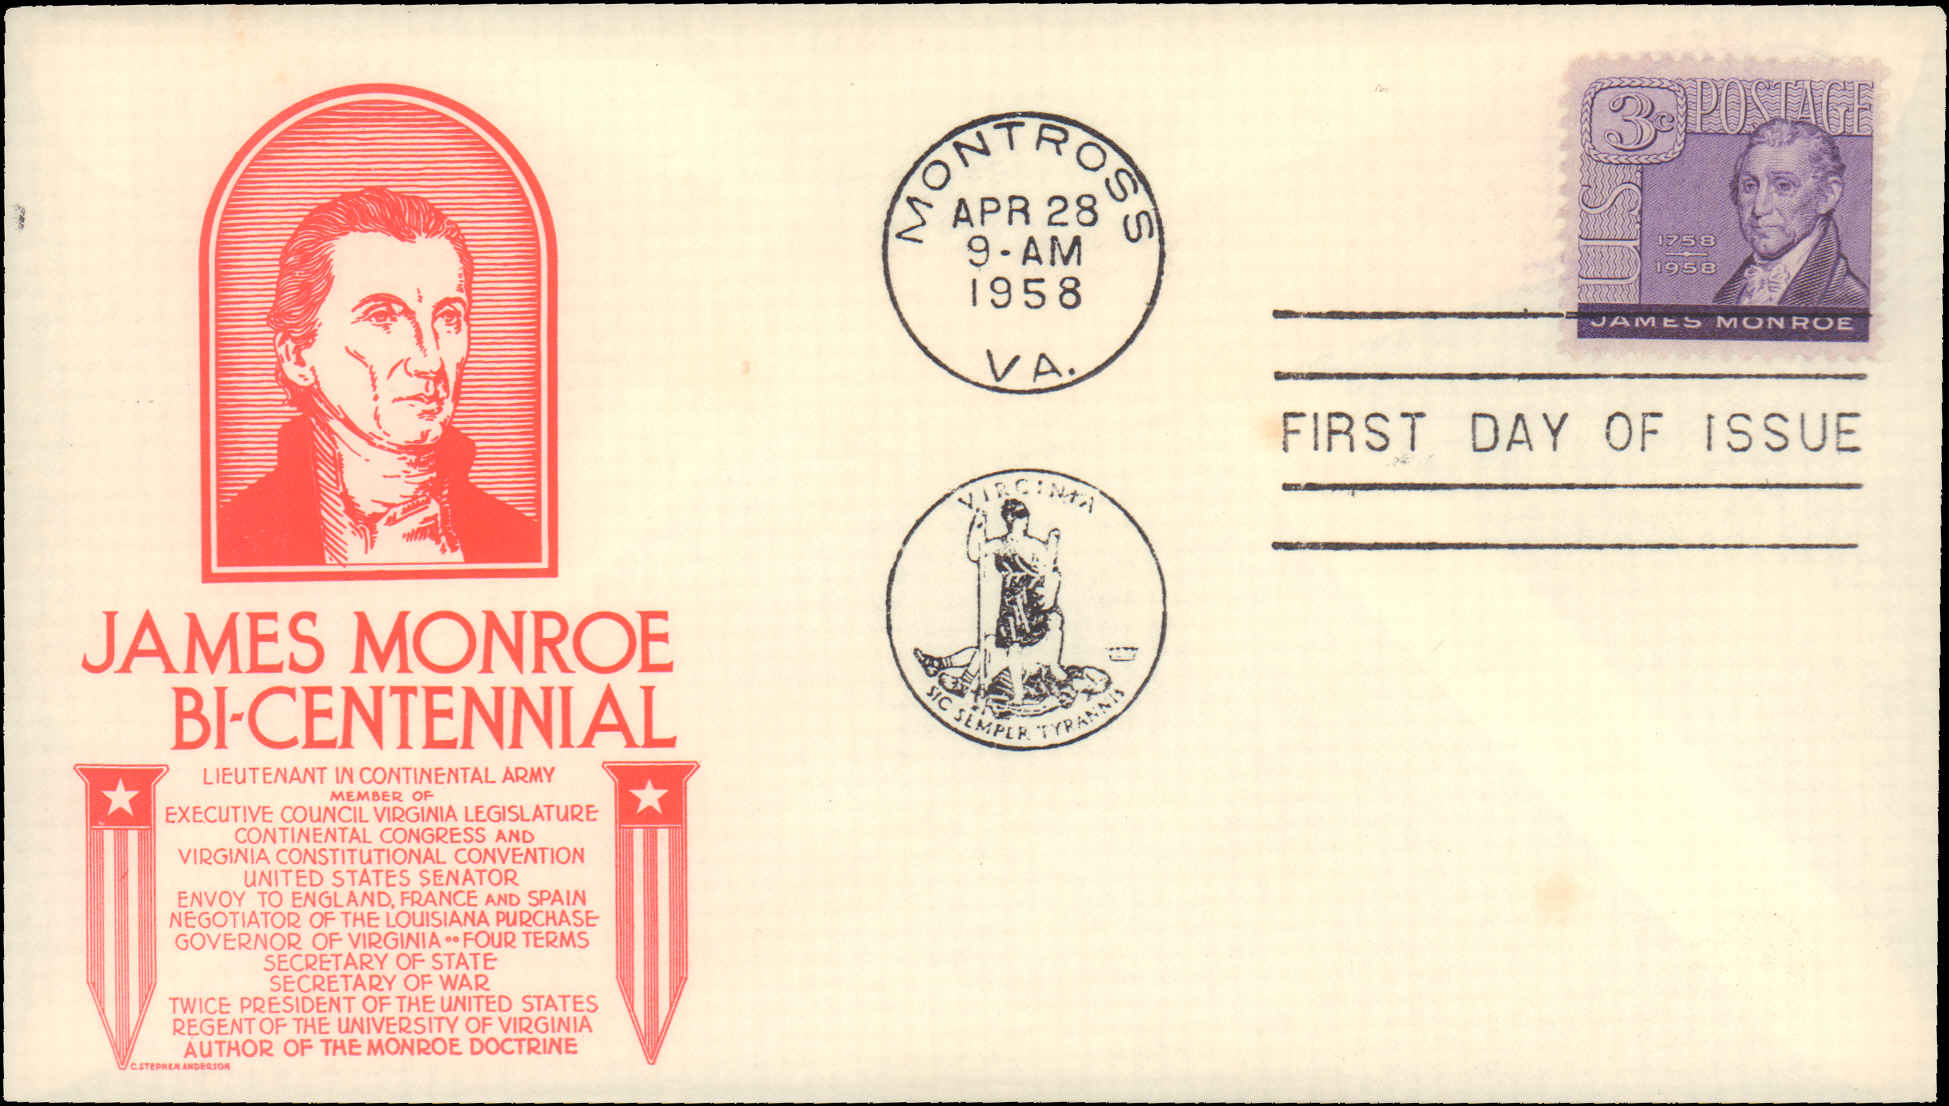 JAMES MONROE
BI-CENTENNIAL
LIEUTENANT IN CONTINENTAL ARMY
MEMBER OF
EXECUTIVE COUNCIL VIRGINIA LEGISLATURE
CONTINENTAL CONGRESS AND
VIRGINIA CONSTITUTIONAL CONVENTION
UNITED STATES SENATOR
ENVOY TO ENGLAND, FRANCE AND SPAIN
NEGOTIATOR OF THE LOUISIANA PURCHASE
GOVERNOR OF VIRGINIA •• FOUR TERMS
SECRETARY OF STATE
SECRETARY OF WAR
TWICE PRESIDENT OF THE UNITED STATES
REGENT OF THE UNIVERSITY OF VIRGINIA
AUTHOR OF THE MONROE DOCTRINE
C. STEPHEN ANDERSON
MONTROSS
APR 28
9-AM
1958
VA.
VIRGINIA
SIC SEMPER TYRANNIS
3c
U.S. POSTAGE
1758
1958
JAMES MONROE
FIRST DAY OF ISSUE